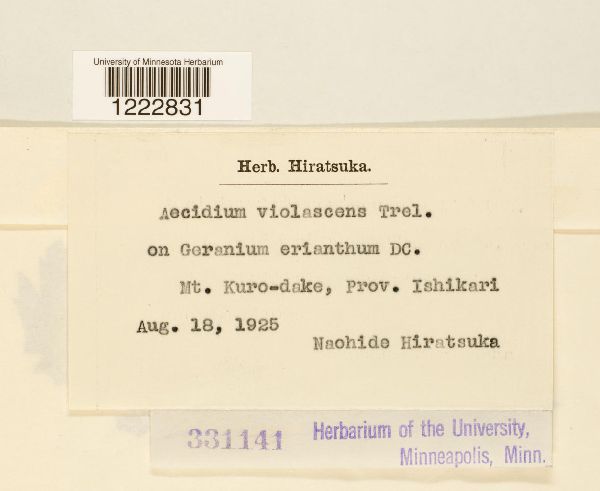 University of Minnesota Herbarium
1222831
Herb. Hiratsuka.
Aecidium violascens Trel.
on Geranium erianthum DC.
Mt. Kuro-dake, Prov. Ishikari
Aug. 18, 1925
Naohide Hiratsuka
331141 Herbarium of the University,
Minneapolis, Minn.